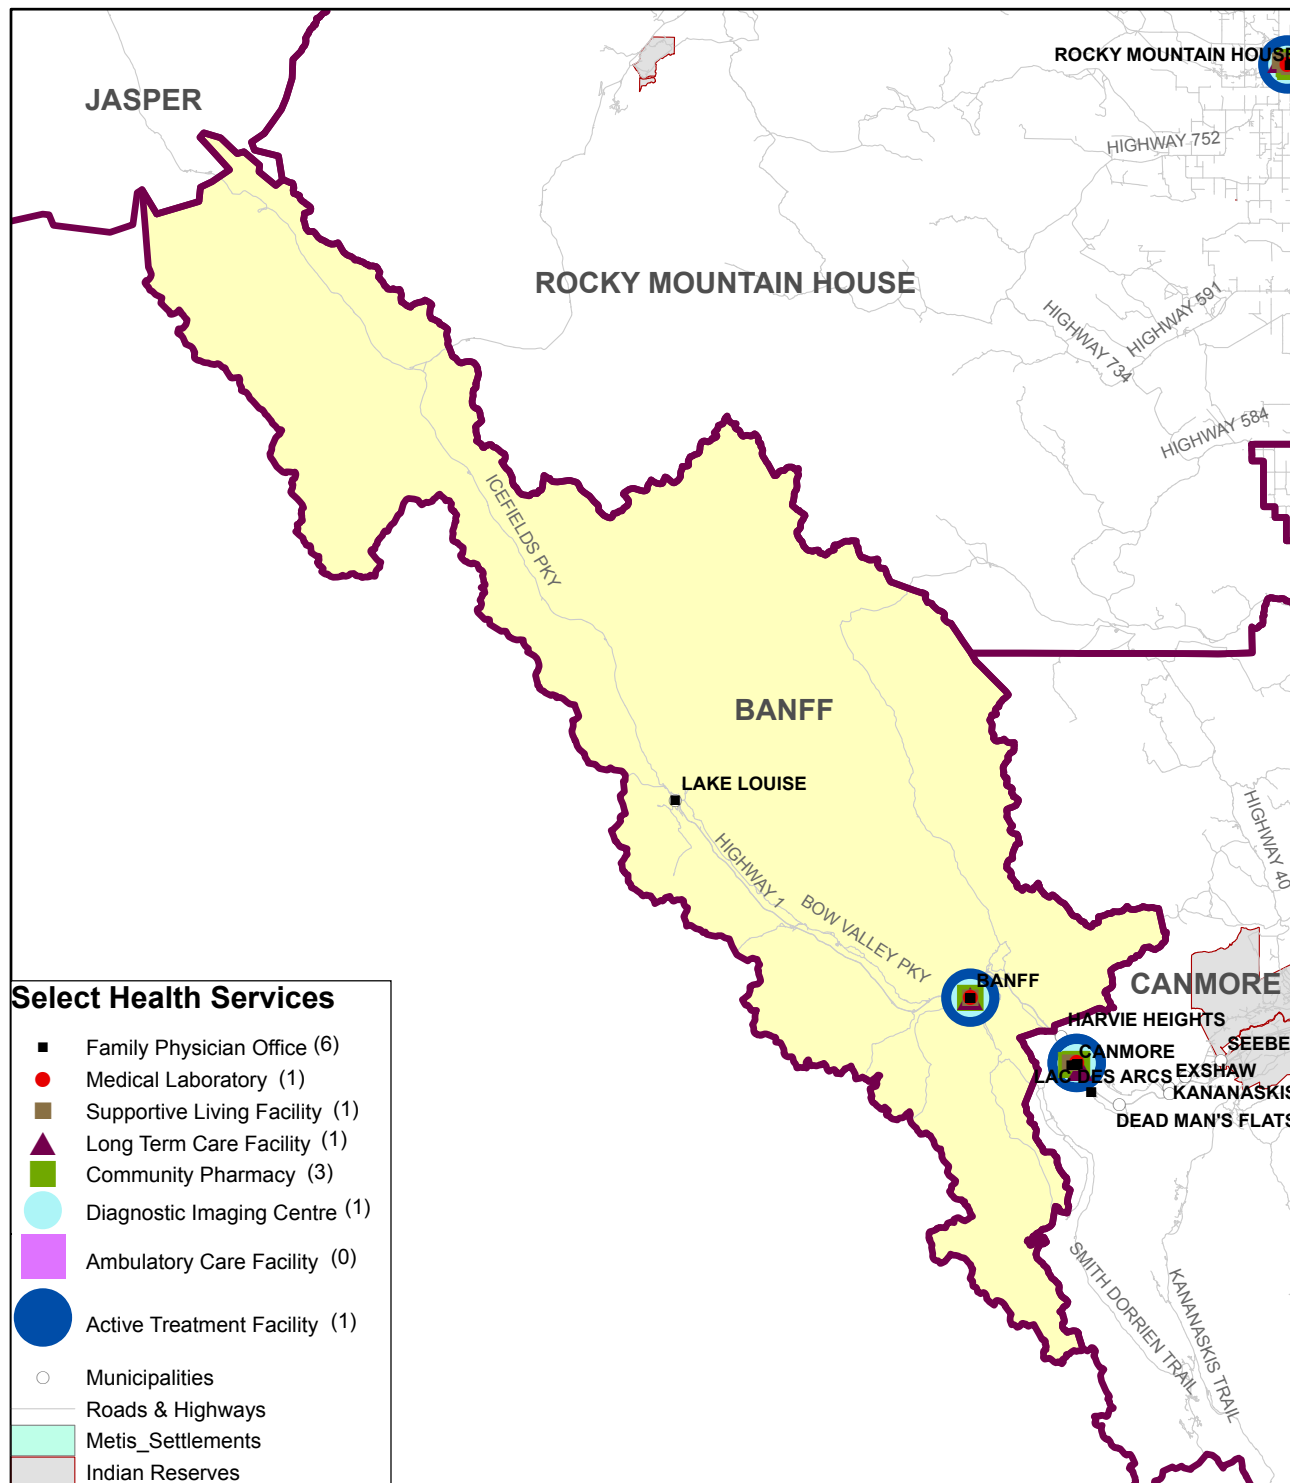 ROCKY MOUNTAIN HOUSE
JASPER
HIGHWAY 752
ROCKY MOUNTAIN HOUSE
HIGHWAY 591
HIGHWAY 734
HIGHWAY 584
ICEFIELDS PKY
BANFF
LAKE LOUISE
HIGHWAY 40
HIGHWAY 1
BOW VALLEY PKY
BANFF
CANMORE
HARVIE HEIGHTS
SEEBE
CANMORE
LAC DES ARCS
EXSHAW
KANANASKIS
DEAD MAN'S FLATS
SMITH DORRIEN TRAIL
KANANASKIS TRAIL
Select Health Services
Family Physician Office (6)
Medical Laboratory (1)
Supportive Living Facility (1)
Long Term Care Facility (1)
Community Pharmacy (3)
Diagnostic Imaging Centre (1)
Ambulatory Care Facility (0)
Active Treatment Facility (1)
Municipalities
Roads & Highways
Metis_Settlements
Indian Reserves